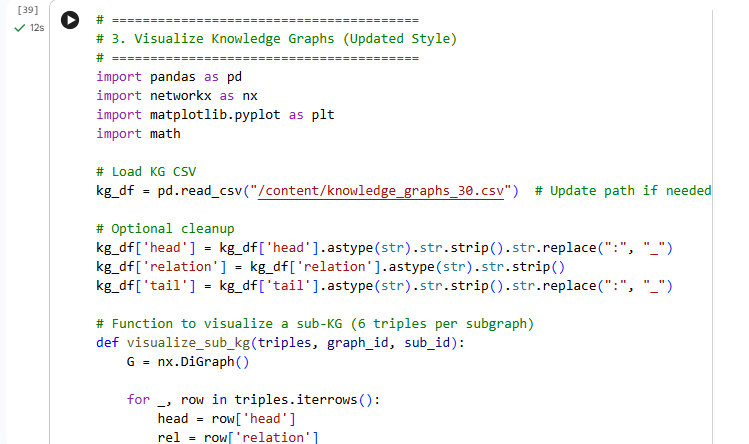 [39]
12s
# ========================================
# 3. Visualize Knowledge Graphs (Updated Style)
# ========================================
import pandas as pd
import networkx as nx
import matplotlib.pyplot as plt
import math
# Load KG CSV
kg_df = pd.read_csv("/content/knowledge_graphs_30.csv")  # Update path if needed
# Optional cleanup
kg_df['head'] = kg_df['head'].astype(str).str.strip().str.replace(":", "_")
kg_df['relation'] = kg_df['relation'].astype(str).str.strip()
kg_df['tail'] = kg_df['tail'].astype(str).str.strip().str.replace(":", "_")
# Function to visualize a sub-KG (6 triples per subgraph)
def visualize_sub_kg(triples, graph_id, sub_id):
    G = nx.DiGraph()
    for _, row in triples.iterrows():
        head = row['head']
        rel = row['relation']